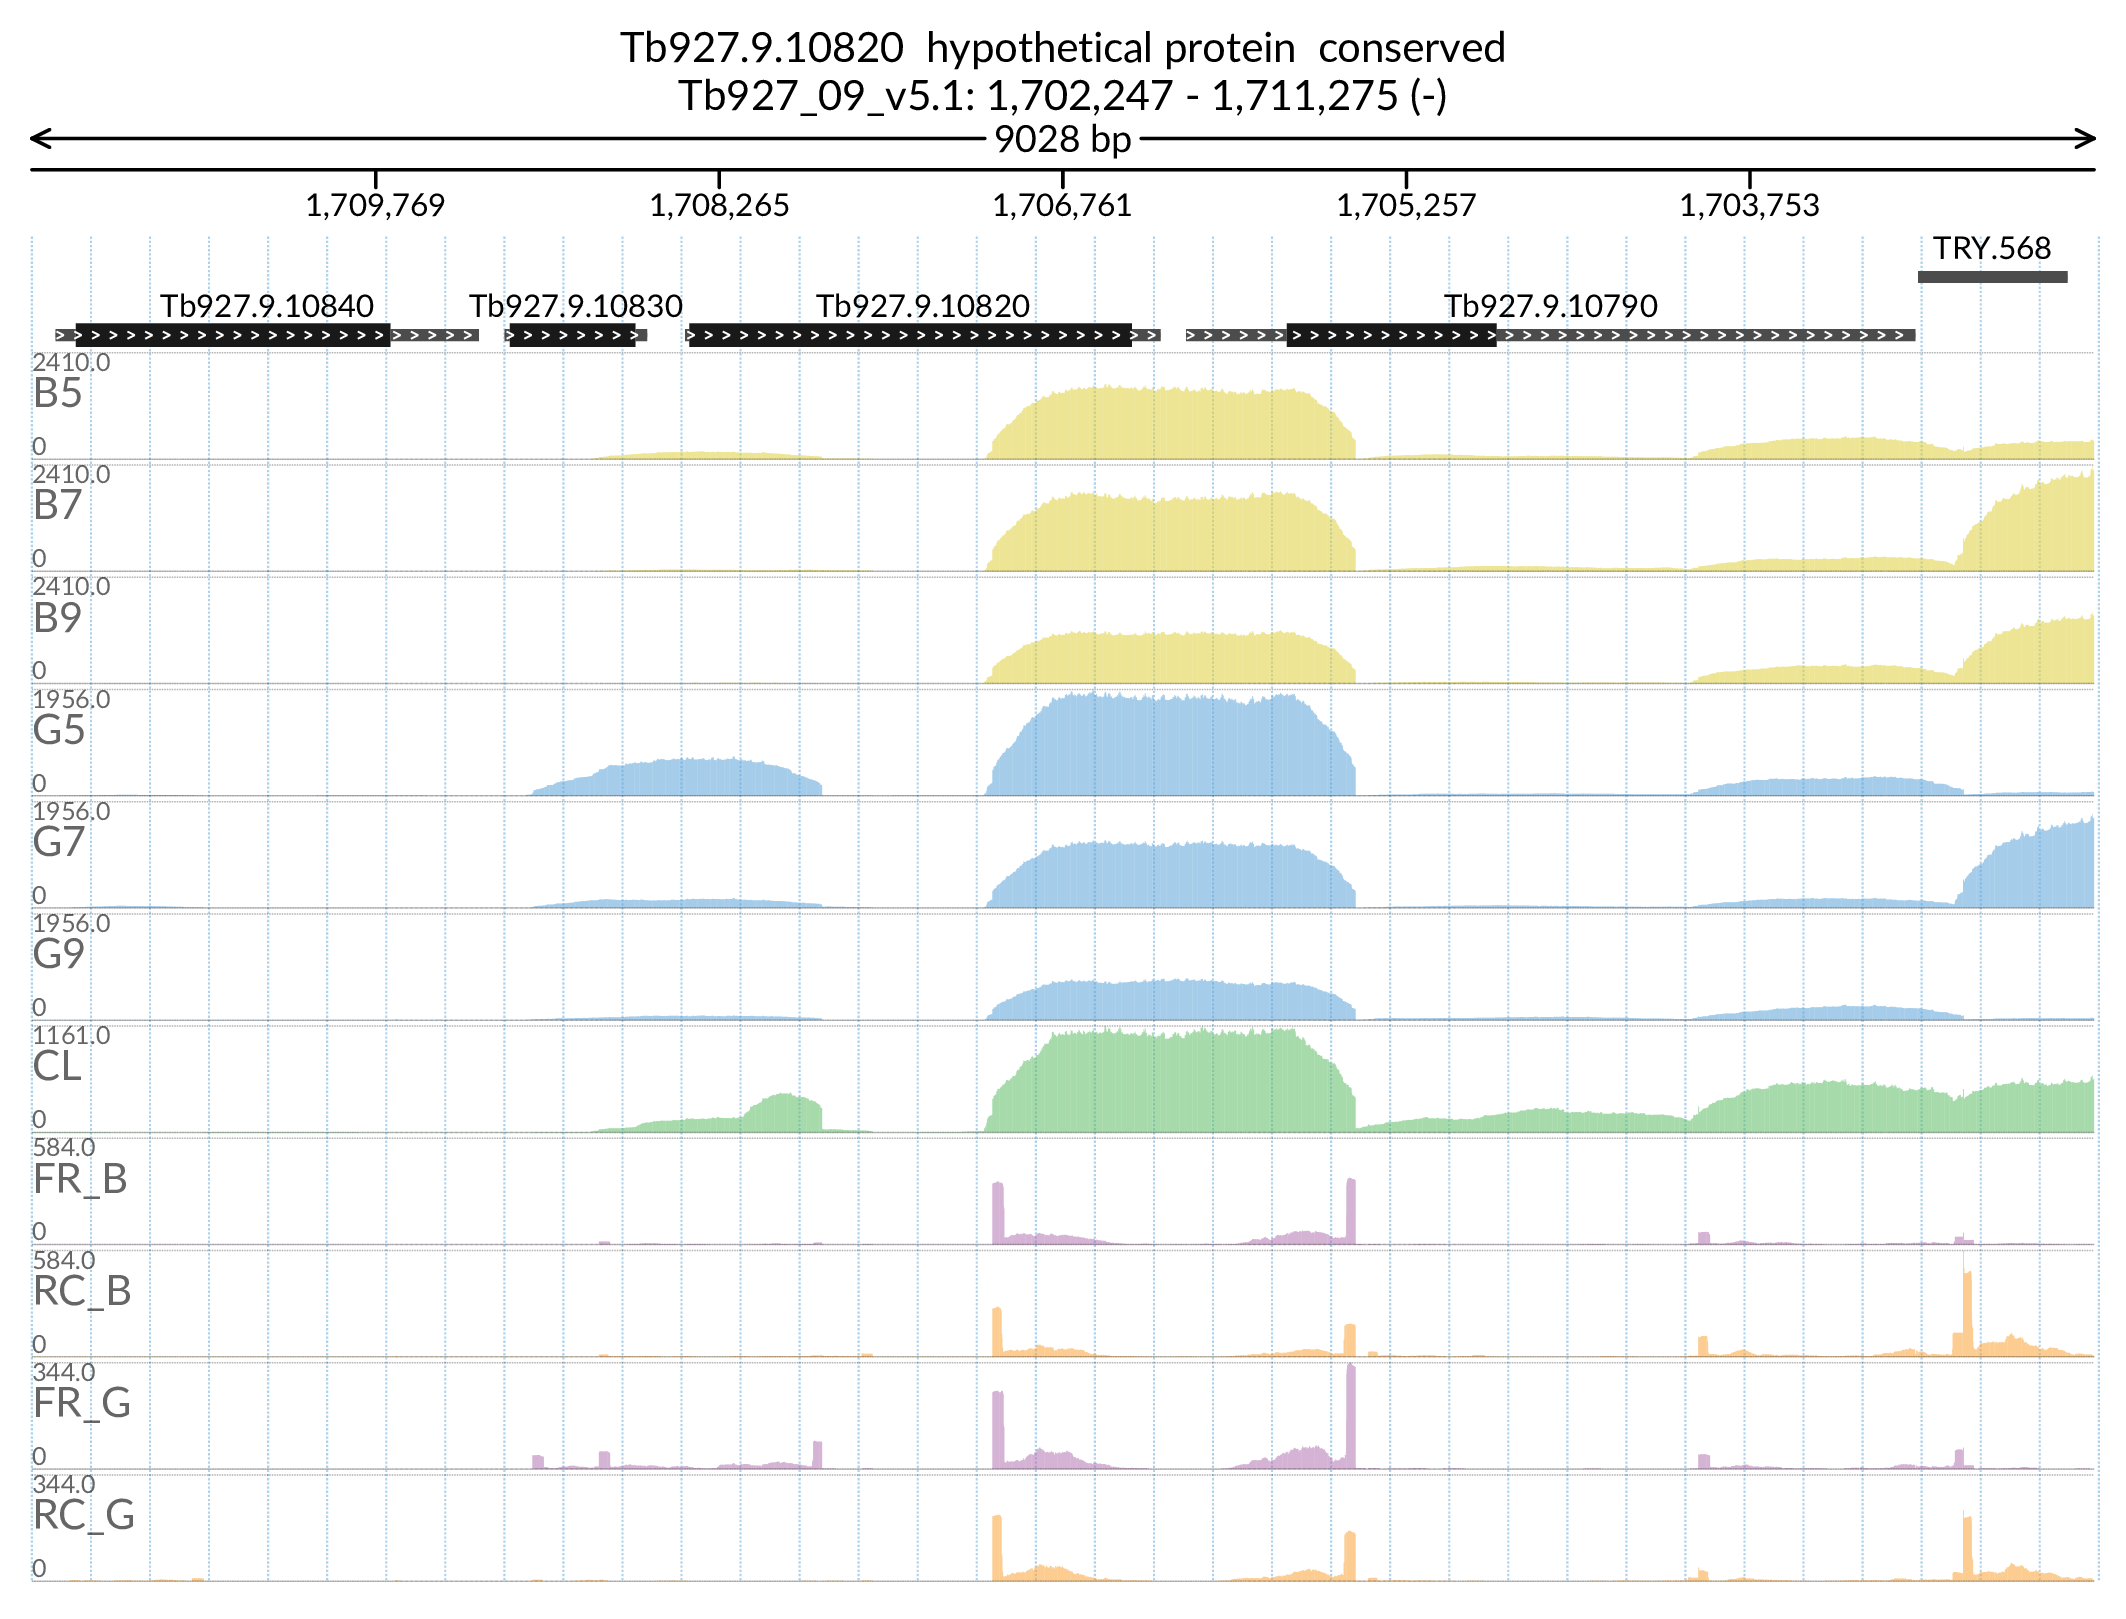 Tb927.9.10820  hypothetical protein  conserved
Tb927_09_v5.1: 1,702,247 - 1,711,275 (-)
9028 bp
1,709,769 1,708,265 1,706,761 1,705,257 1,703,753
TRY.568
Tb927.9.10840 Tb927.9.10830 Tb927.9.10820 Tb927.9.10790
2410.0
B5
0
2410.0
B7
0
2410.0
B9
0
1956.0
G5
0
1956.0
G7
0
1956.0
G9
0
1161.0
CL
0
584.0
FR_B
0
584.0
RC_B
0
344.0
FR_G
0
344.0
RC_G
0